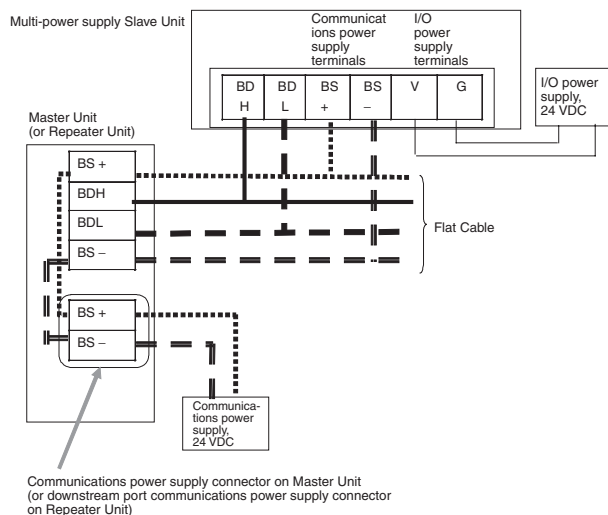 Multi-power supply Slave Unit
Communicat
ions power
supply
terminals
I/O
power
supply
terminals
BD
H
BD
L
BS
+
BS
–
V
G
I/O power
supply,
24 VDC
Master Unit
(or Repeater Unit)
BS +
BDH
BDL
BS –
Flat Cable
BS +
BS –
Communica-
tions power
supply,
24 VDC
Communications power supply connector on Master Unit
(or downstream port communications power supply connector
on Repeater Unit)